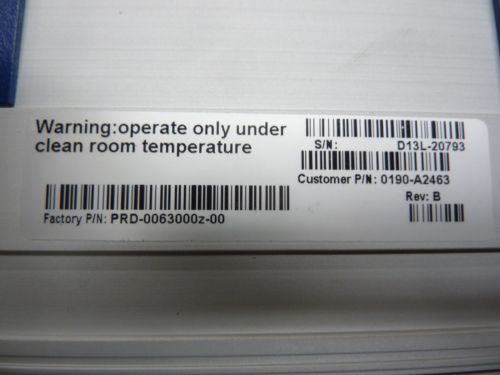 Warning:operate only under
clean room temperature
S/N: D13L-20793
Customer P/N: 0190-A2463
Rev: B
Factory P/N: PRD-0063000z-00